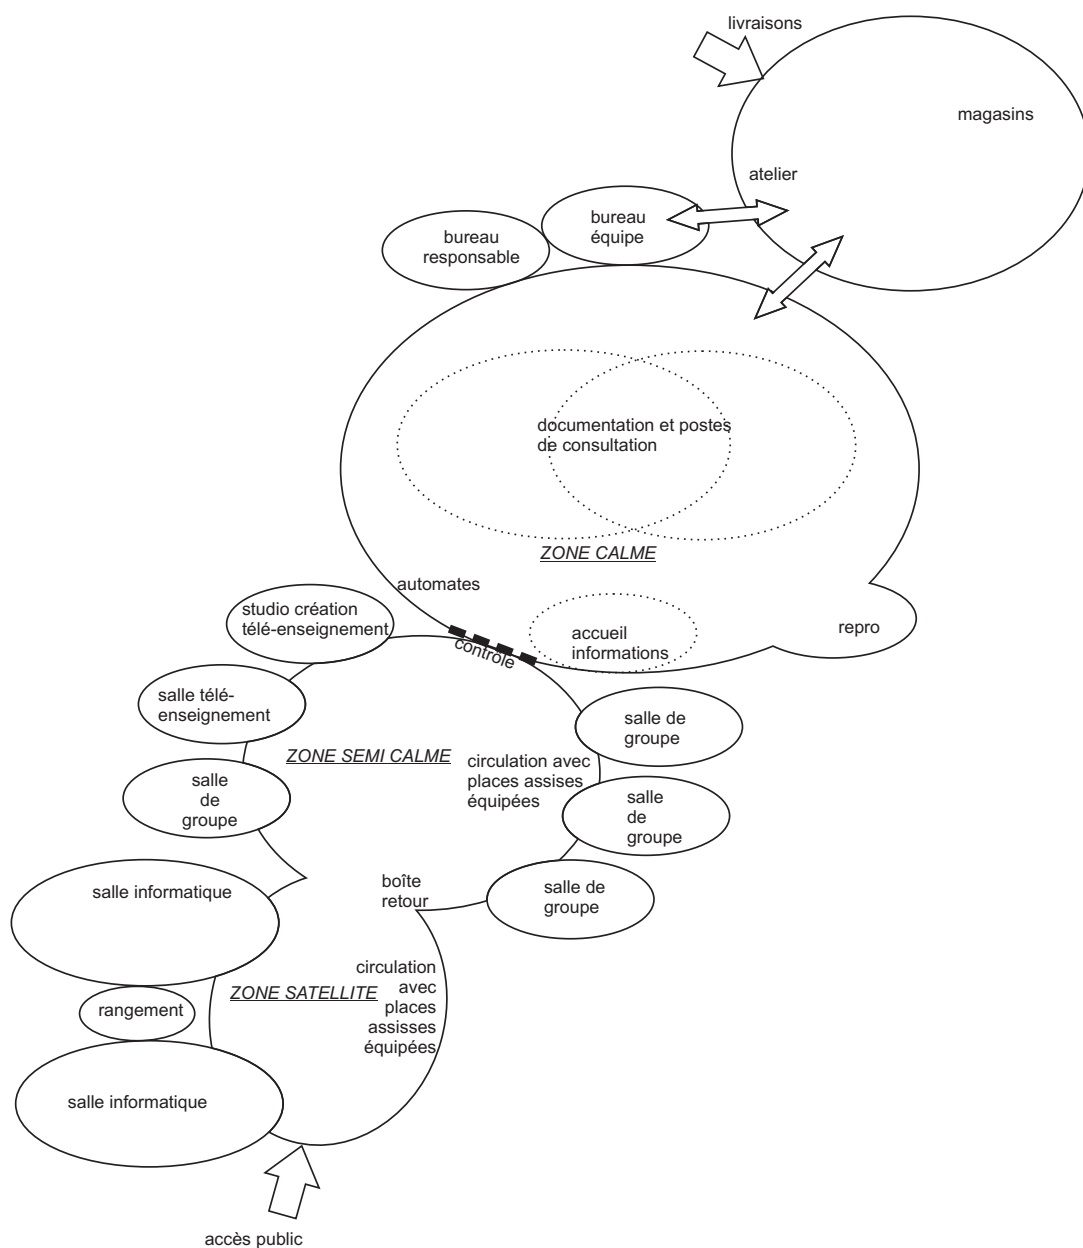 livraisons
magasins
atelier
bureau
équipe
bureau
responsable
documentation et postes
de consultation
ZONE CALME
automates
studio création
télé-enseignement
contrôle
accueil
informations
repro
salle télé-
enseignement
salle de
groupe
ZONE SEMI CALME
circulation avec
places assises
équipées
salle
de
groupe
salle
de
groupe
salle informatique
boîte
retour
salle de
groupe
circulation
avec
places
assisses
équipées
ZONE SATELLITE
rangement
salle informatique
accès public